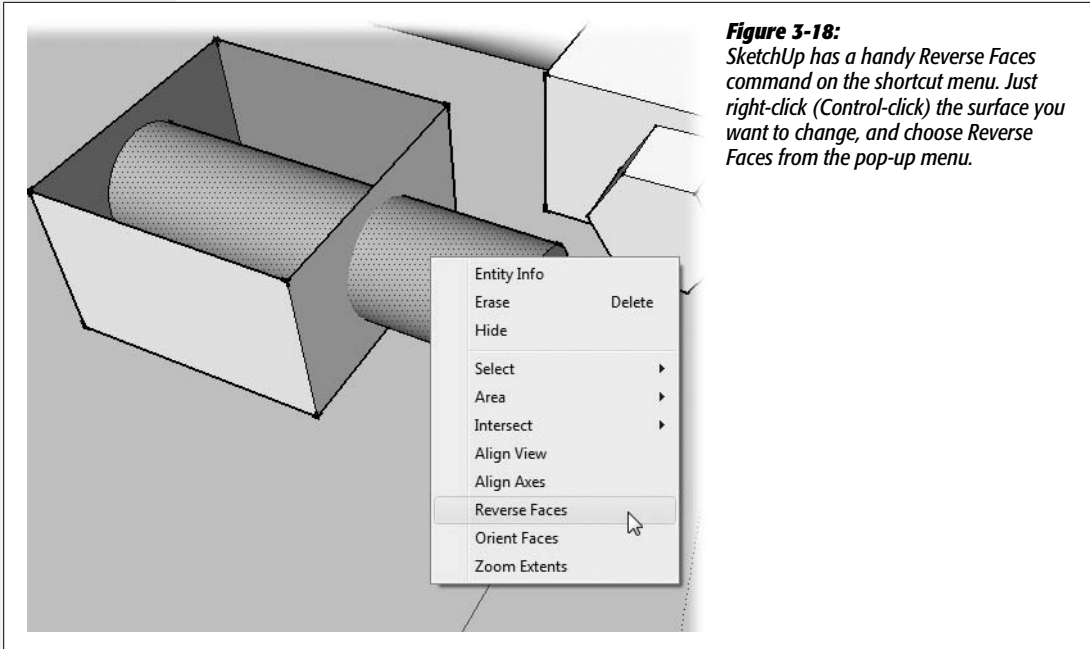 Figure 3-18:
SketchUp has a handy Reverse Faces
command on the shortcut menu. Just
right-click (Control-click) the surface you
want to change, and choose Reverse
Faces from the pop-up menu.
Entity Info
Erase Delete
Hide
Select
Area
Intersect
Align View
Align Axes
Reverse Faces
Orient Faces
Zoom Extents